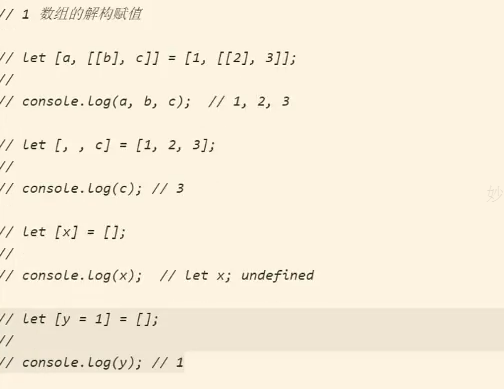 // 1 数组的解构赋值
// let [a, [[b], c]] = [1, [[2], 3]];
//
// console.log(a, b, c);  // 1, 2, 3
// let [, , c] = [1, 2, 3];
//
// console.log(c); // 3
// let [x] = [];
//
// console.log(x);  // let x; undefined
// let [y = 1] = [];
//
// console.log(y); // 1
妙